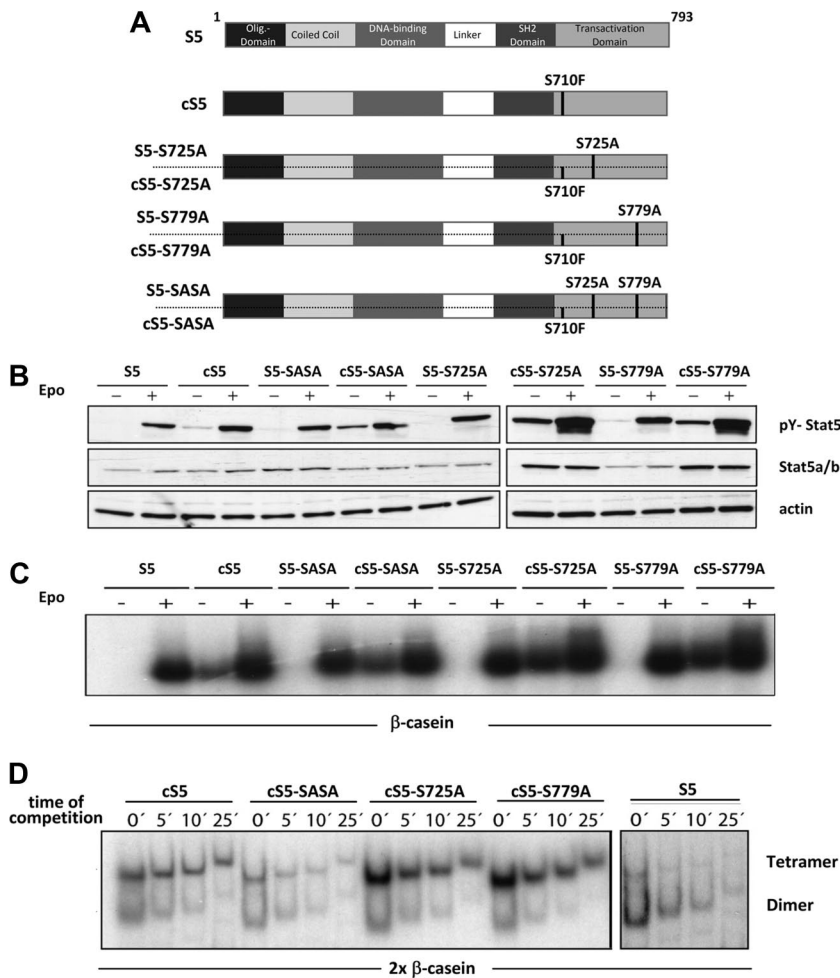 A
1
793
S5
Olig.- Domain
Coiled Coil
DNA-binding Domain
Linker
SH2 Domain
Transactivation Domain
S710F
cS5
S5-S725A
S725A
cS5-S725A
S710F
S5-S779A
S779A
cS5-S779A
S710F
S5-SASA
S725A S779A
cS5-SASA
S710F
B
S5 cS5 S5-SASA cS5-SASA S5-S725A cS5-S725A S5-S779A cS5-S779A
Epo – + – + – + – + – + – + – + – +
pY- Stat5
Stat5a/b
actin
C
S5 cS5 S5-SASA cS5-SASA S5-S725A cS5-S725A S5-S779A cS5-S779A
Epo - + - + - + - + - + - + - + - +
β-casein
D
cS5 cS5-SASA cS5-S725A cS5-S779A S5
time of competition
0´ 5´ 10´ 25´ 0´ 5´ 10´ 25´ 0´ 5´ 10´ 25´ 0´ 5´ 10´ 25´ 0´ 5´ 10´ 25´
Tetramer
Dimer
2x β-casein